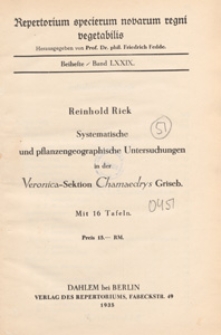 Repertorium specierum novarum regni
vegetabilis
Herausgegeben von Prof. Dr. phil. Friedrich Fedde.
Beihefte - Band LXXIX.
Reinhold Riek
51
Systematische
und pflanzengeographische Untersuchungen
in der
Veronica-Sektion Chamaedrys Griseb.
0451
Mit 16 Tafeln.
Preis 15.— RM.
DAHLEM bei BERLIN
VERLAG DES REPERTORIUMS, FABECKSTR. 49
1935